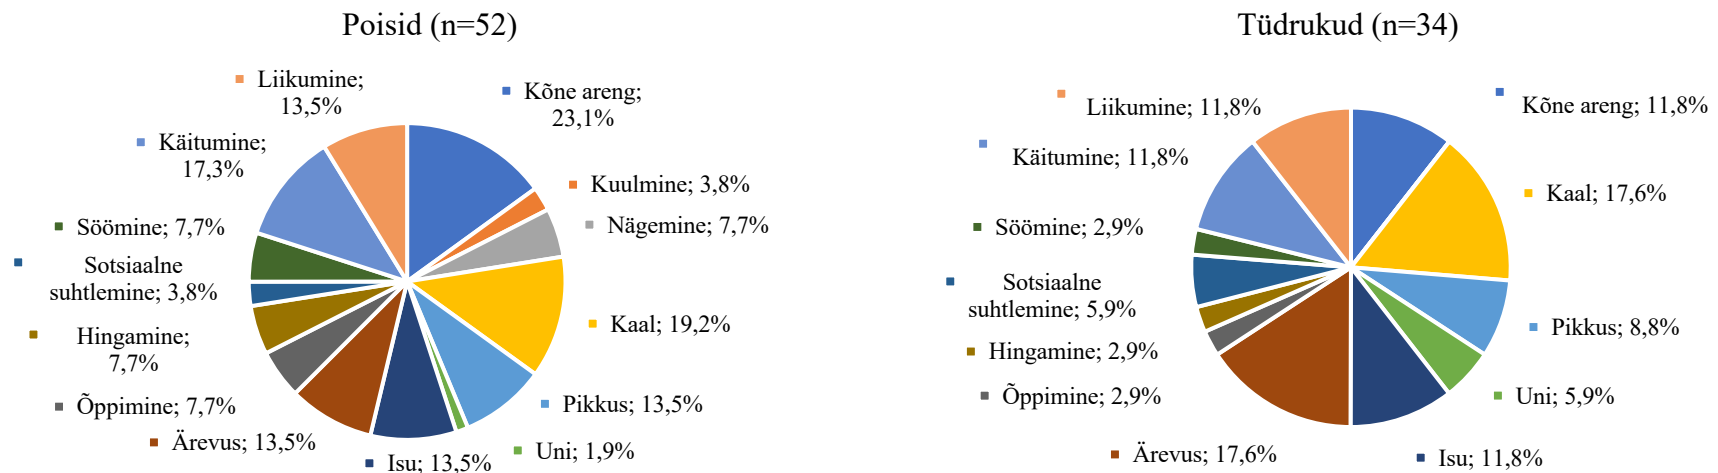 Poisid (n=52)
Liikumine;
13,5%
Kõne areng;
23,1%
Käitumine;
17,3%
Kuulmine; 3,8%
Söömine; 7,7%
Nägemine; 7,7%
Sotsiaalne
suhtlemine; 3,8%
Kaal; 19,2%
Hingamine;
7,7%
Õppimine; 7,7%
Pikkus; 13,5%
Ärevus; 13,5%
Isu; 13,5%
Uni; 1,9%
Tüdrukud (n=34)
Liikumine; 11,8%
Kõne areng; 11,8%
Käitumine; 11,8%
Kaal; 17,6%
Söömine; 2,9%
Sotsiaalne
suhtlemine; 5,9%
Pikkus; 8,8%
Hingamine; 2,9%
Õppimine; 2,9%
Uni; 5,9%
Ärevus; 17,6%
Isu; 11,8%